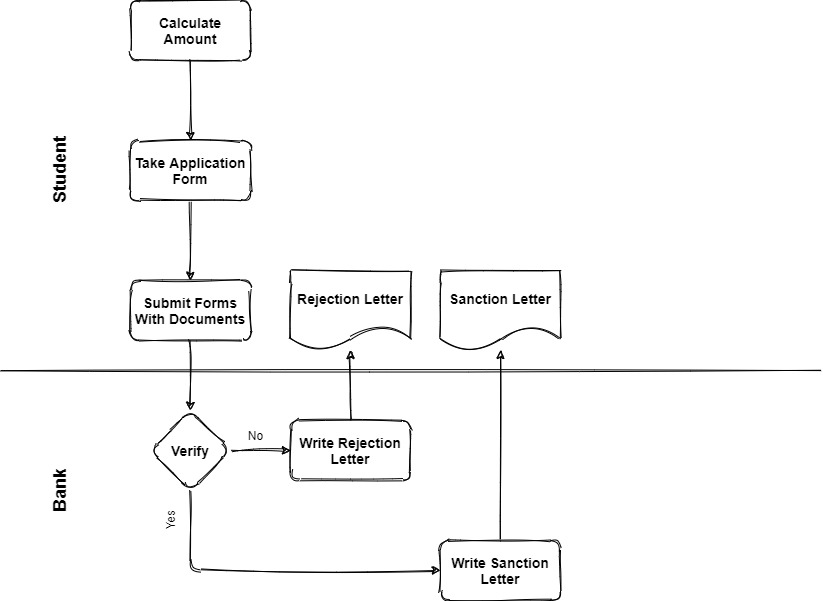 Calculate
Amount
Student
Take Application
Form
Submit Forms
With Documents
Rejection Letter
Sanction Letter
Bank
Verify
No
Write Rejection
Letter
Yes
Write Sanction
Letter